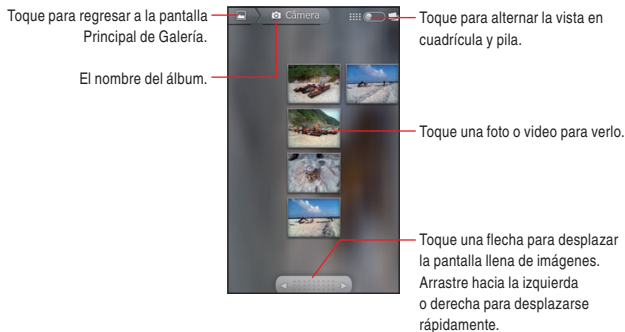 Toque para regresar a la pantalla
Principal de Galería.
El nombre del álbum.
Câmera
Toque para alternar la vista en
cuadrícula y pila.
Toque una foto o video para verlo.
Toque una flecha para desplazar
la pantalla llena de imágenes.
Arrastre hacia la izquierda
o derecha para desplazarse
rápidamente.